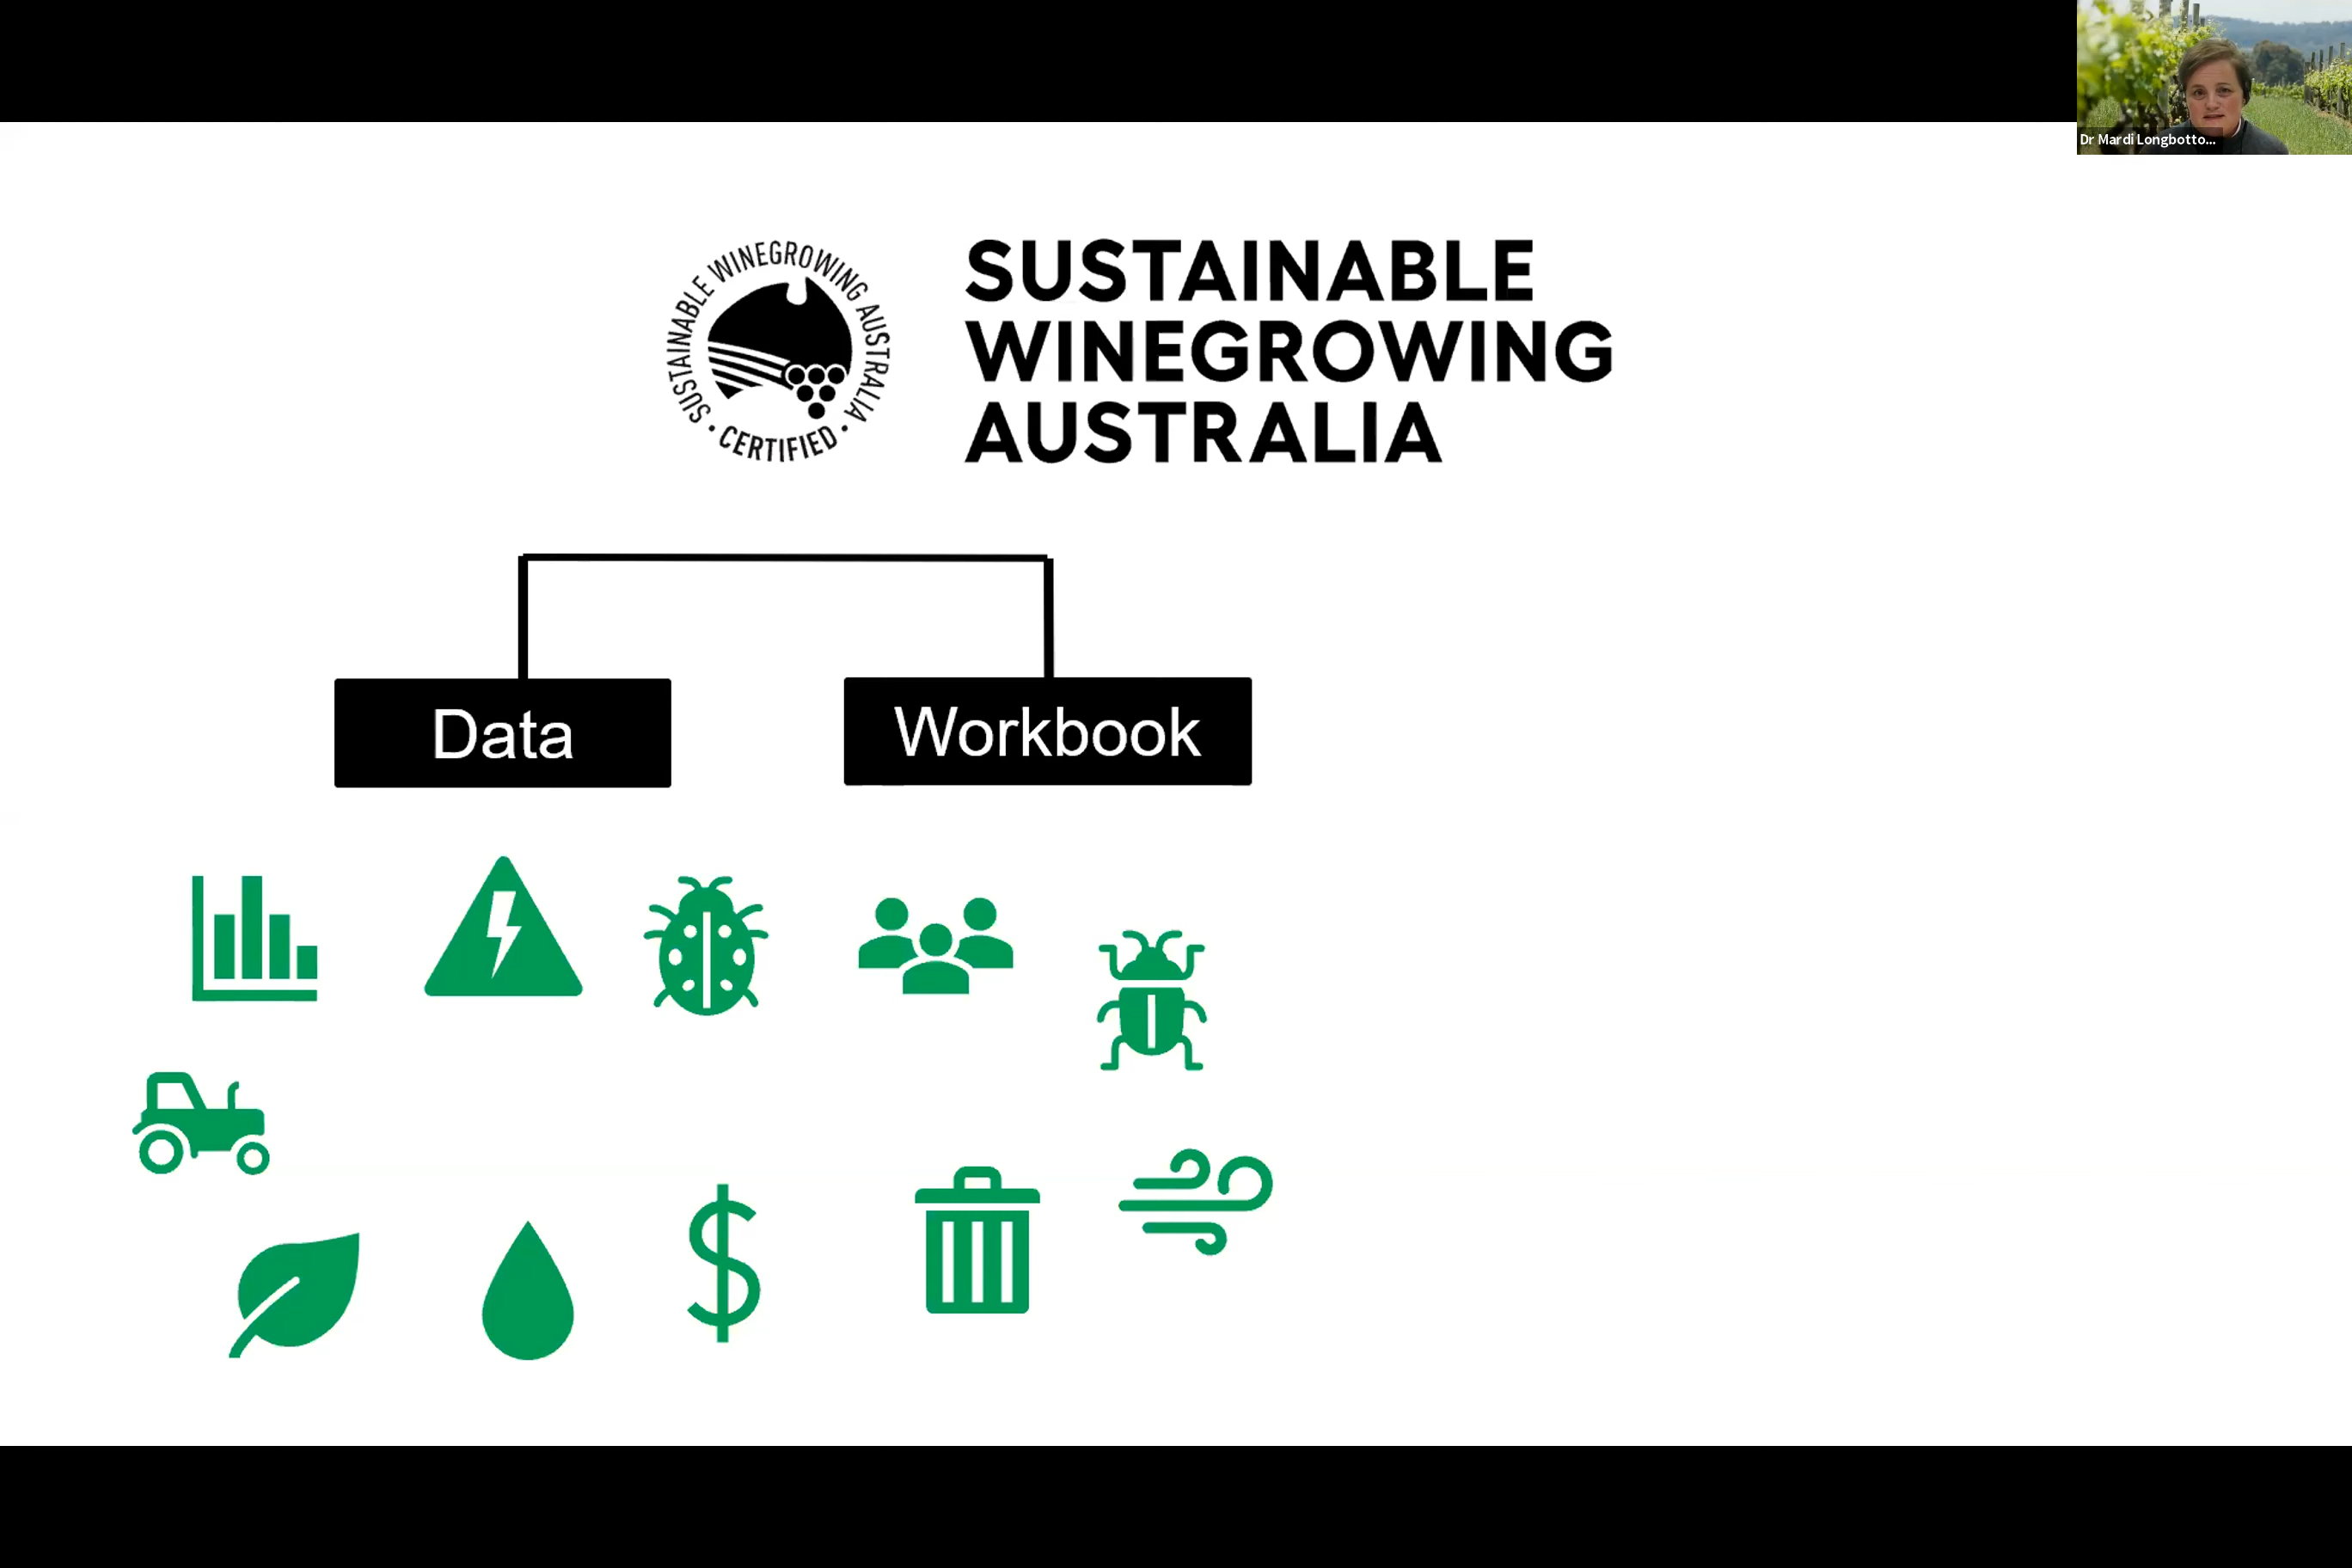 Dr Mardi Longbotto...
SUSTAINABLE WINEGROWING AUSTRALIA
• CERTIFIED •
SUSTAINABLE
WINEGROWING
AUSTRALIA
Data
Workbook
$